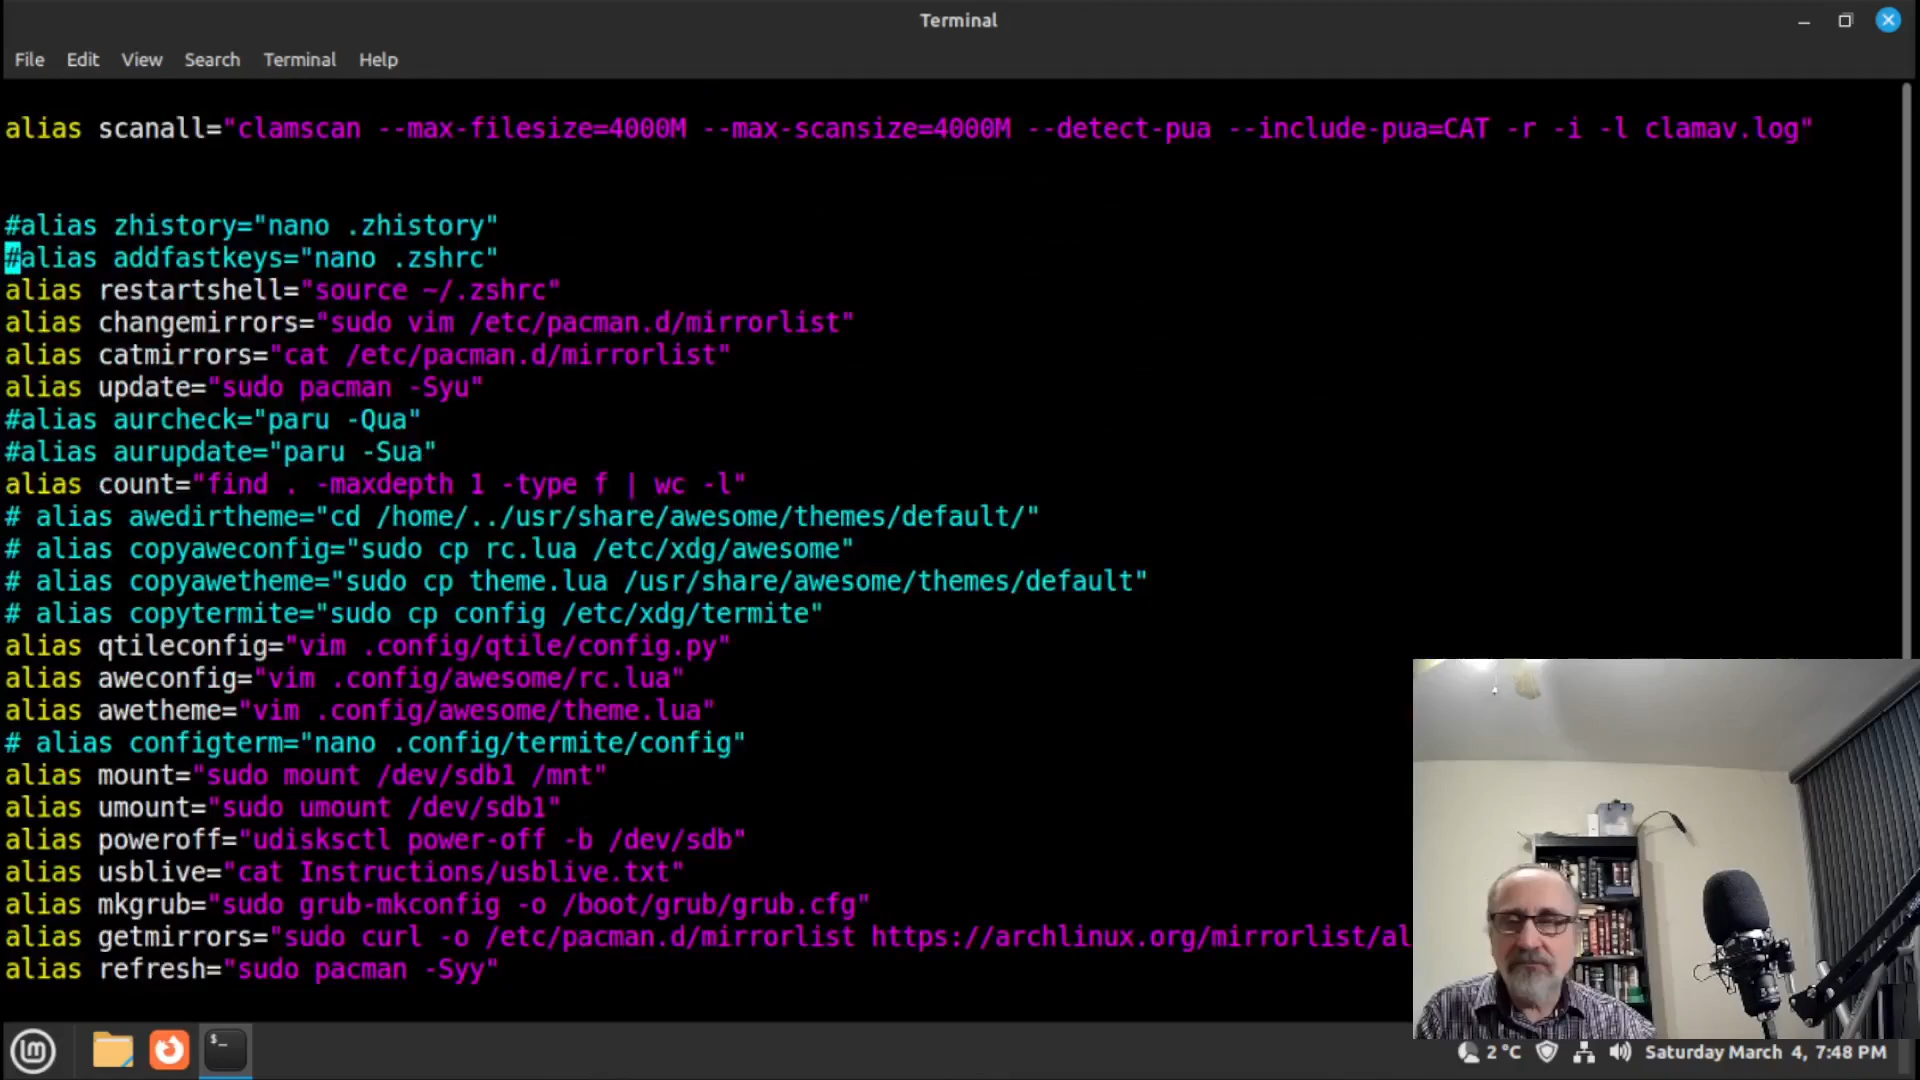 Terminal
File Edit View Search Terminal Help
alias scanall="clamscan --max-filesize=4000M --max-scansize=4000M --detect-pua --include-pua=CAT -r -i -l clamav.log"
#alias zhistory="nano .zhistory"
#alias addfastkeys="nano .zshrc"
alias restartshell="source ~/.zshrc"
alias changemirrors="sudo vim /etc/pacman.d/mirrorlist"
alias catmirrors="cat /etc/pacman.d/mirrorlist"
alias update="sudo pacman -Syu"
#alias aurcheck="paru -Qua"
#alias aurupdate="paru -Sua"
alias count="find . -maxdepth 1 -type f | wc -l"
# alias awedirtheme="cd /home/../usr/share/awesome/themes/default/"
# alias copyaweconfig="sudo cp rc.lua /etc/xdg/awesome"
# alias copyawetheme="sudo cp theme.lua /usr/share/awesome/themes/default"
# alias copytermite="sudo cp config /etc/xdg/termite"
alias qtileconfig="vim .config/qtile/config.py"
alias aweconfig="vim .config/awesome/rc.lua"
alias awetheme="vim .config/awesome/theme.lua"
# alias configterm="nano .config/termite/config"
alias mount="sudo mount /dev/sdb1 /mnt"
alias umount="sudo umount /dev/sdb1"
alias poweroff="udisksctl power-off -b /dev/sdb"
alias usblive="cat Instructions/usblive.txt"
alias mkgrub="sudo grub-mkconfig -o /boot/grub/grub.cfg"
alias getmirrors="sudo curl -o /etc/pacman.d/mirrorlist https://archlinux.org/mirrorlist/al
alias refresh="sudo pacman -Syy"
$_
2 °C Saturday March 4, 7:48 PM